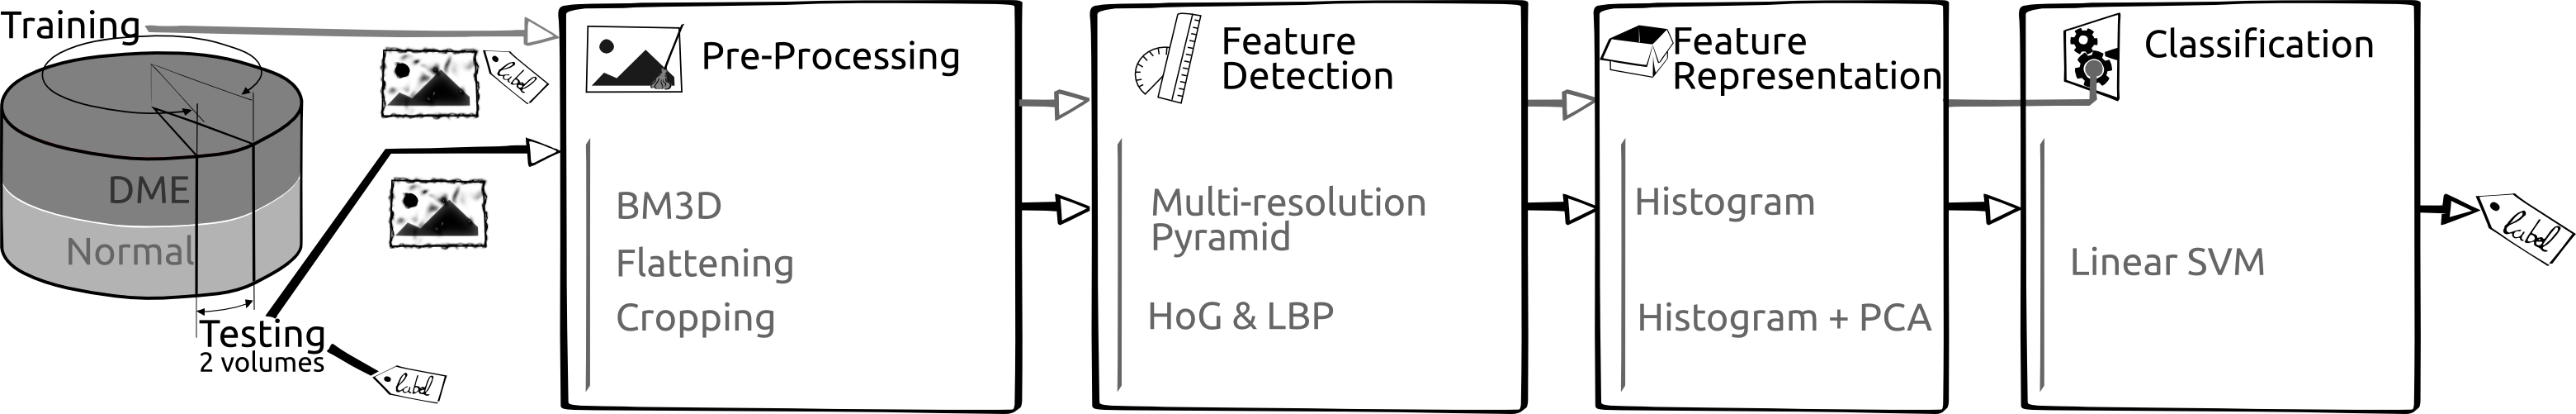 Training
label
DME
Normal
Testing
2 volumes
label
Pre-Processing
BM3D
Flattening
Cropping
Feature
Detection
Multi-resolution
Pyramid
HoG & LBP
Feature
Representation
Histogram
Histogram + PCA
Classification
Linear SVM
label